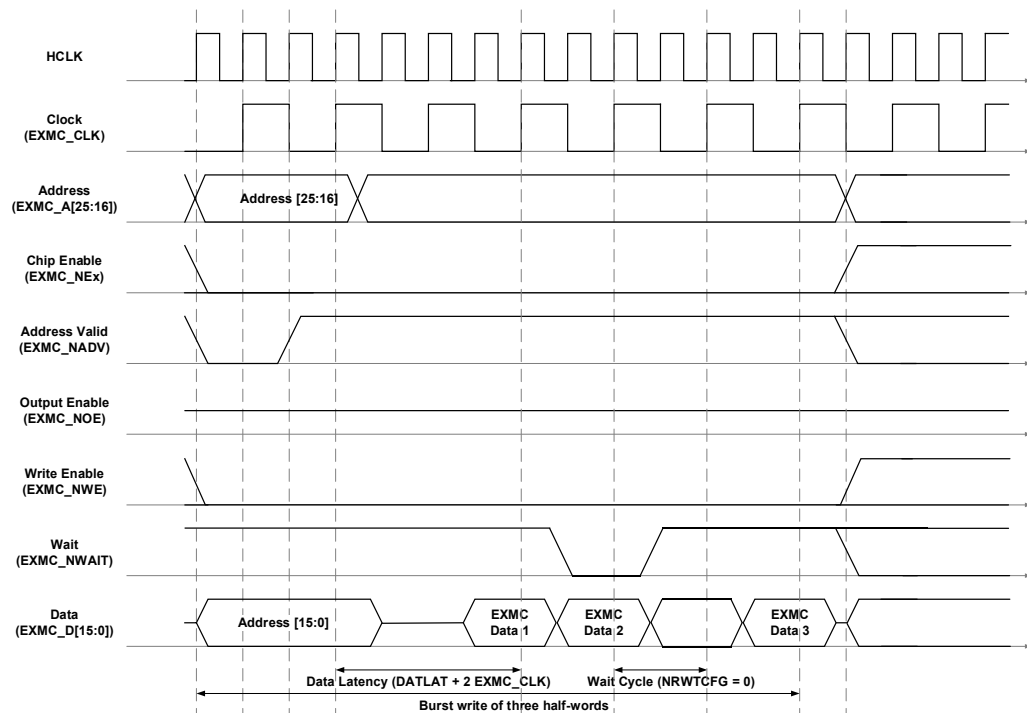 HCLK
Clock
(EXMC_CLK)
Address
(EXMC_A[25:16])
Address [25:16]
Chip Enable
(EXMC_NEx)
Address Valid
(EXMC_NADV)
Output Enable
(EXMC_NOE)
Write Enable
(EXMC_NWE)
Wait
(EXMC_NWAIT)
Data
(EXMC_D[15:0])
Address [15:0]
EXMC
Data 1
EXMC
Data 2
EXMC
Data 3
Data Latency (DATLAT + 2 EXMC_CLK)
Wait Cycle (NRWTCFG = 0)
Burst write of three half-words